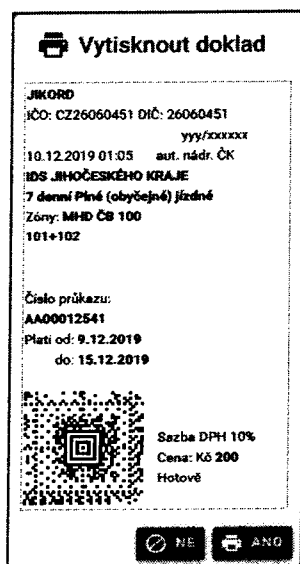 Vytisknout doklad
JIKORD
IČO: CZ26060451 DIČ: 26060451
yyy/xxxxxx
10.12.2019 01:05 aut. nádr. ČK
IDS JIHOČESKÉHO KRAJE
7 denní Plné (obyčejné) jízdné
Zóny: MHD ČB 100
101+102
Číslo průkazu:
AA00012541
Platí od: 9.12.2019
do: 15.12.2019
Sazba DPH 10%
Cena: Kč 200
Hotově
NE ANO